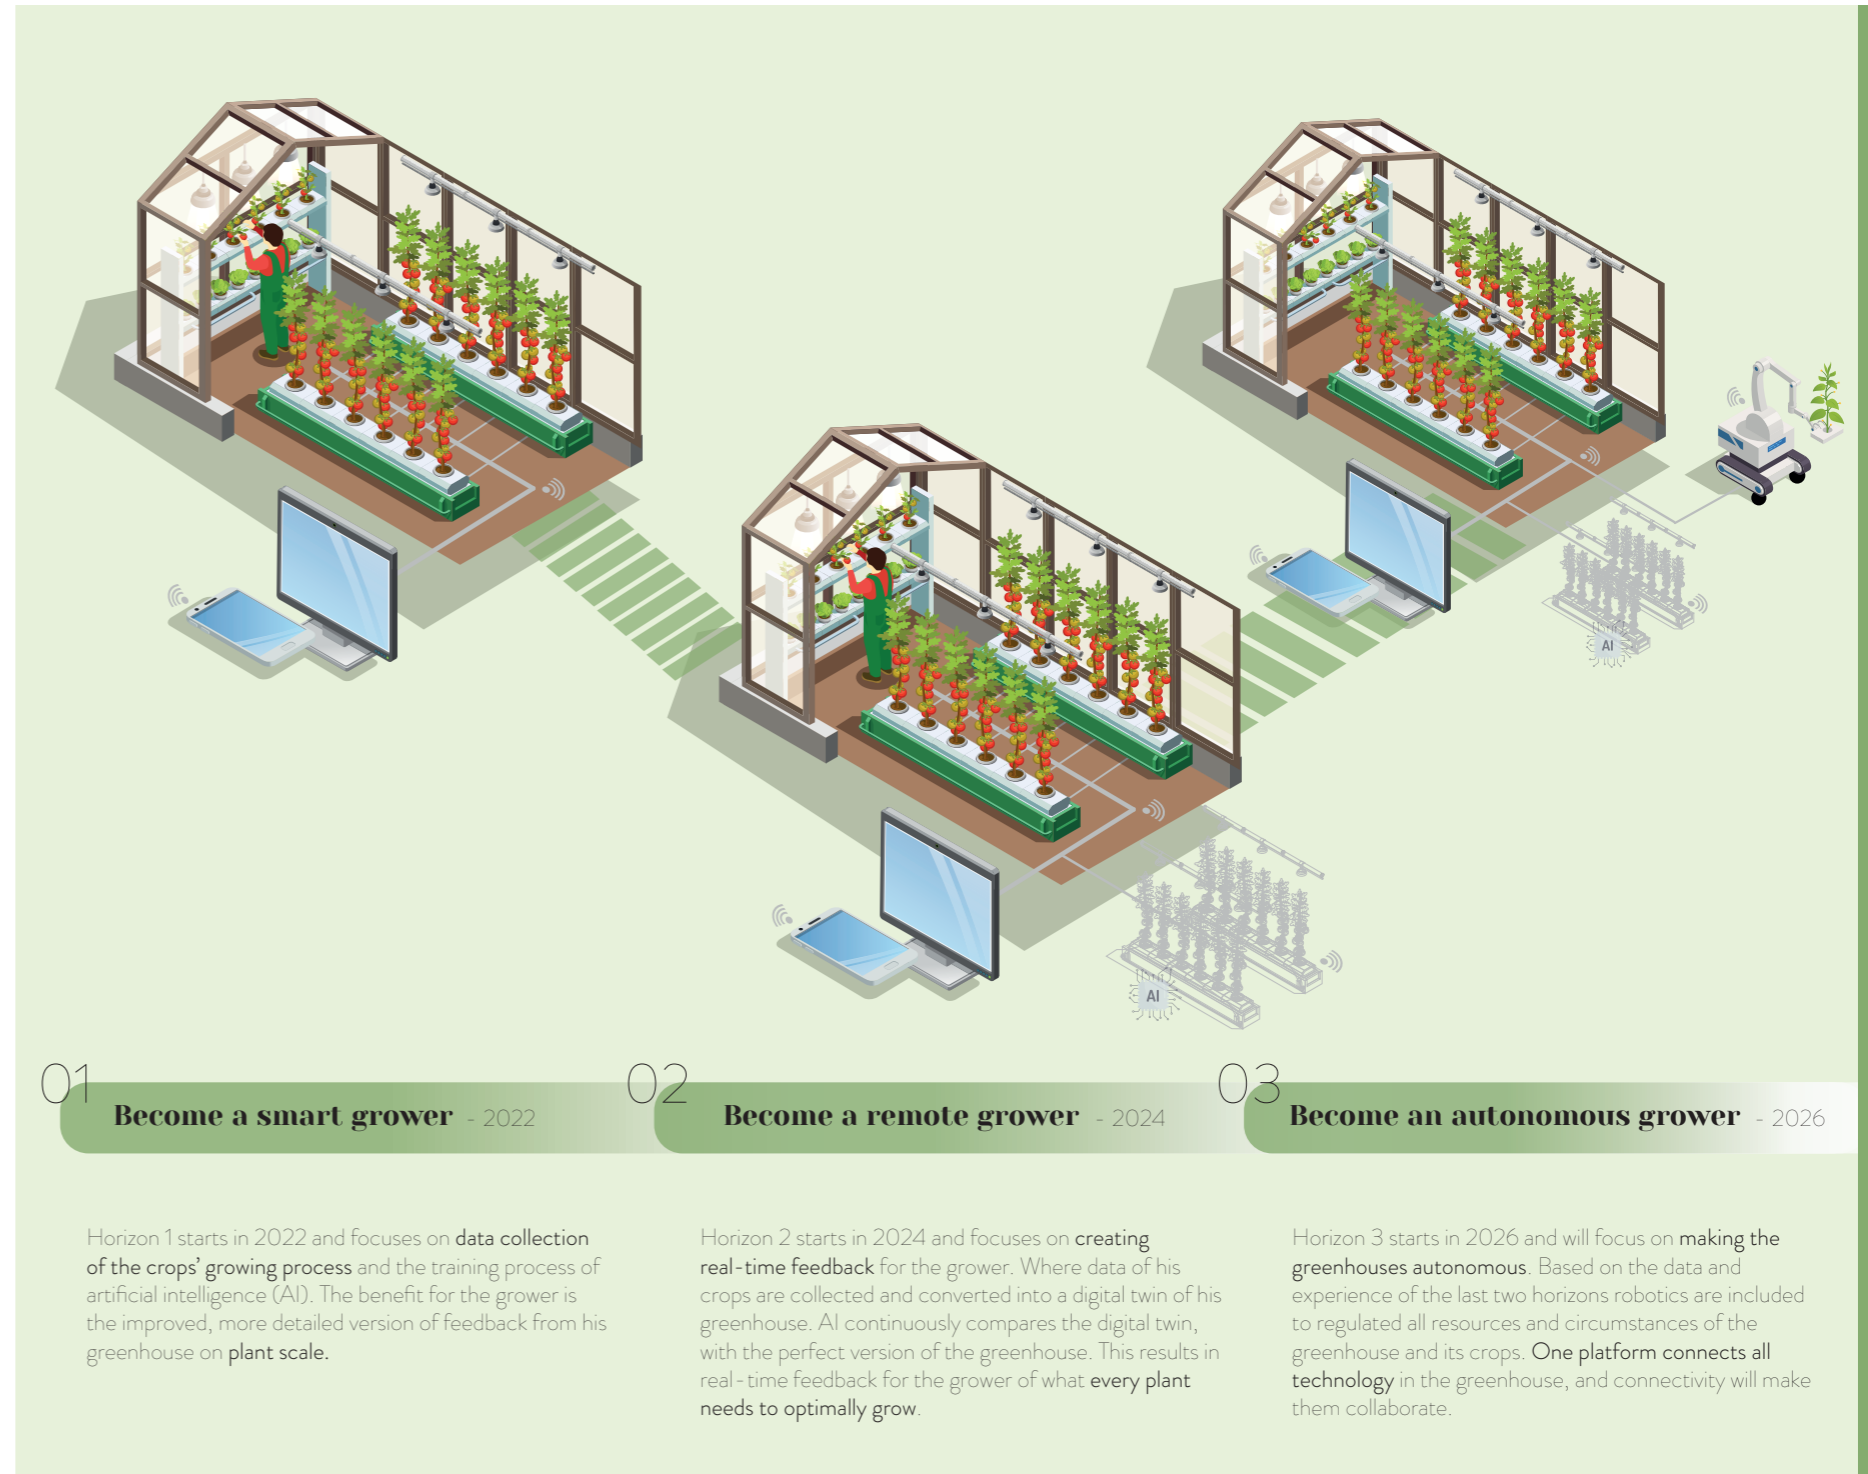 AI
AI
01
Become a smart grower - 2022
Horizon 1 starts in 2022 and focuses on data collection
of the crops' growing process and the training process of
artificial intelligence (AI). The benefit for the grower is
the improved, more detailed version of feedback from his
greenhouse on plant scale.
02
Become a remote grower - 2024
Horizon 2 starts in 2024 and focuses on creating
real-time feedback for the grower. Where data of his
crops are collected and converted into a digital twin of his
greenhouse. AI continuously compares the digital twin,
with the perfect version of the greenhouse. This results in
real-time feedback for the grower of what every plant
needs to optimally grow.
03
Become an autonomous grower - 2026
Horizon 3 starts in 2026 and will focus on making the
greenhouses autonomous. Based on the data and
experience of the last two horizons robotics are included
to regulated all resources and circumstances of the
greenhouse and its crops. One platform connects all
technology in the greenhouse, and connectivity will make
them collaborate.